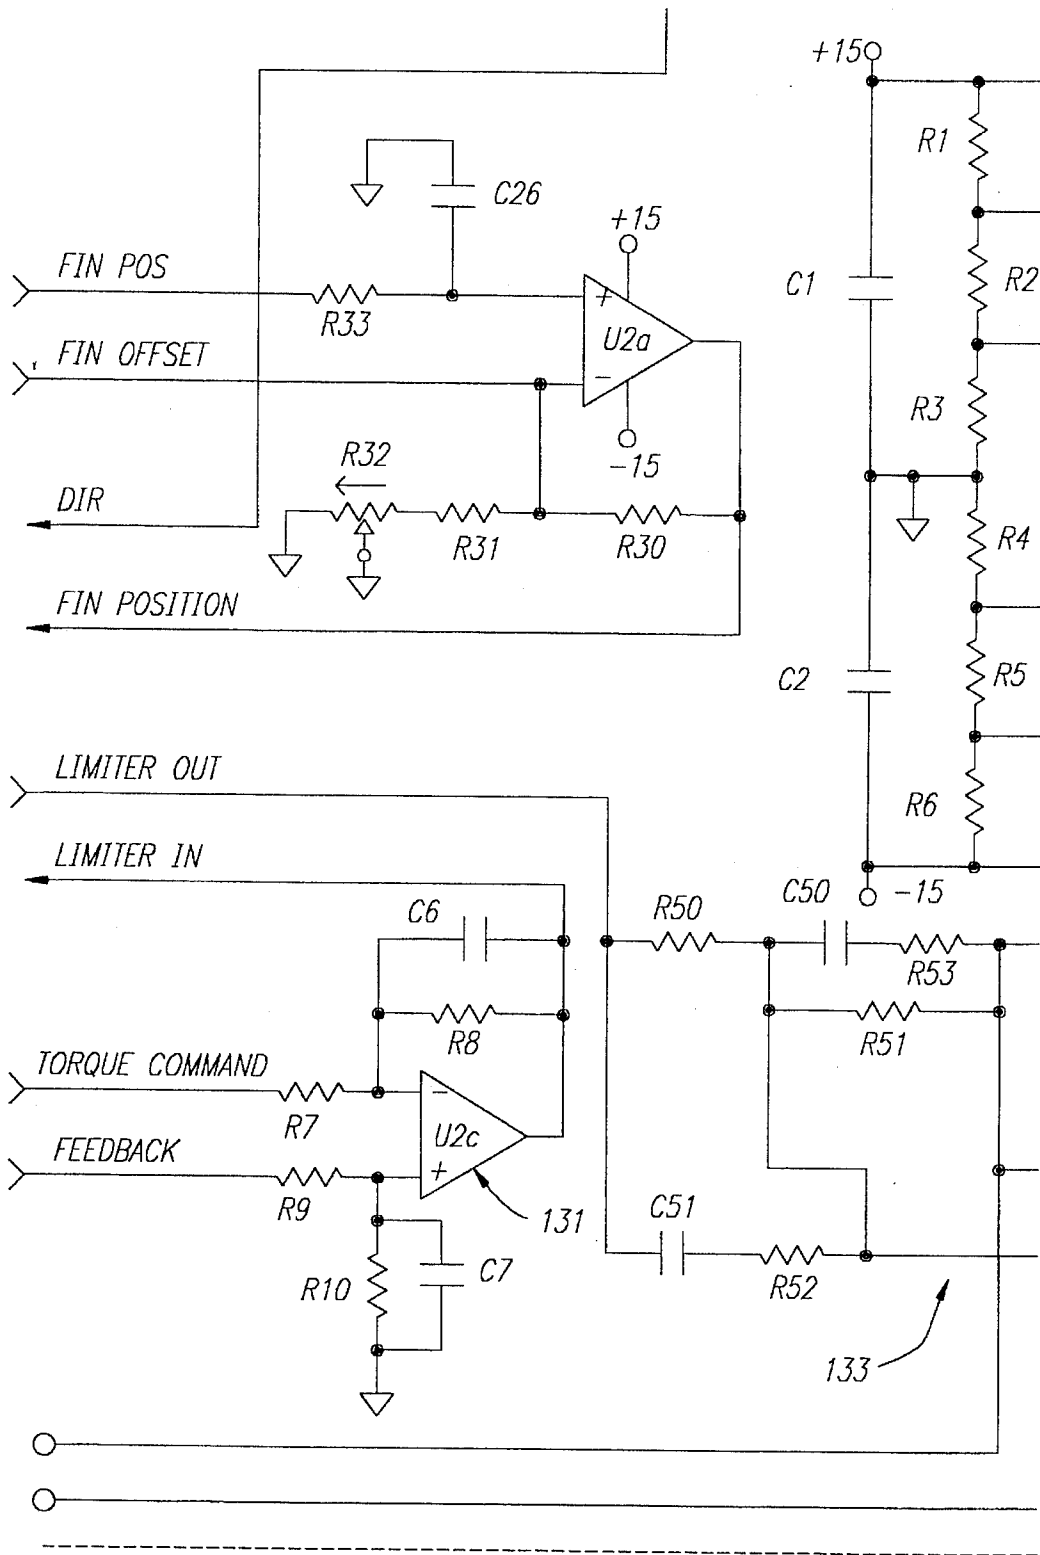 +15
R1
C26
+15
FIN POS
R2
C1
R33
U2a
FIN OFFSET
+
−
R3
R32
-15
DIR
R31
R30
R4
FIN POSITION
C2
R5
LIMITER OUT
R6
LIMITER IN
C50
-15
C6
R50
R53
R8
R51
TORQUE COMMAND
R7
−
U2c
+
FEEDBACK
R9
131
C51
C7
R10
R52
133